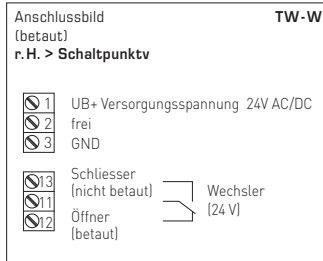 Anschlussbild TW-W
(betaut)
r.H. > Schaltpunktv
1 UB+ Versorgungsspannung 24V AC/DC
2 frei
3 GND
13 Schliesser
(nicht betaut)
11 Wechsler
(24 V)
12 Öffner
(betaut)